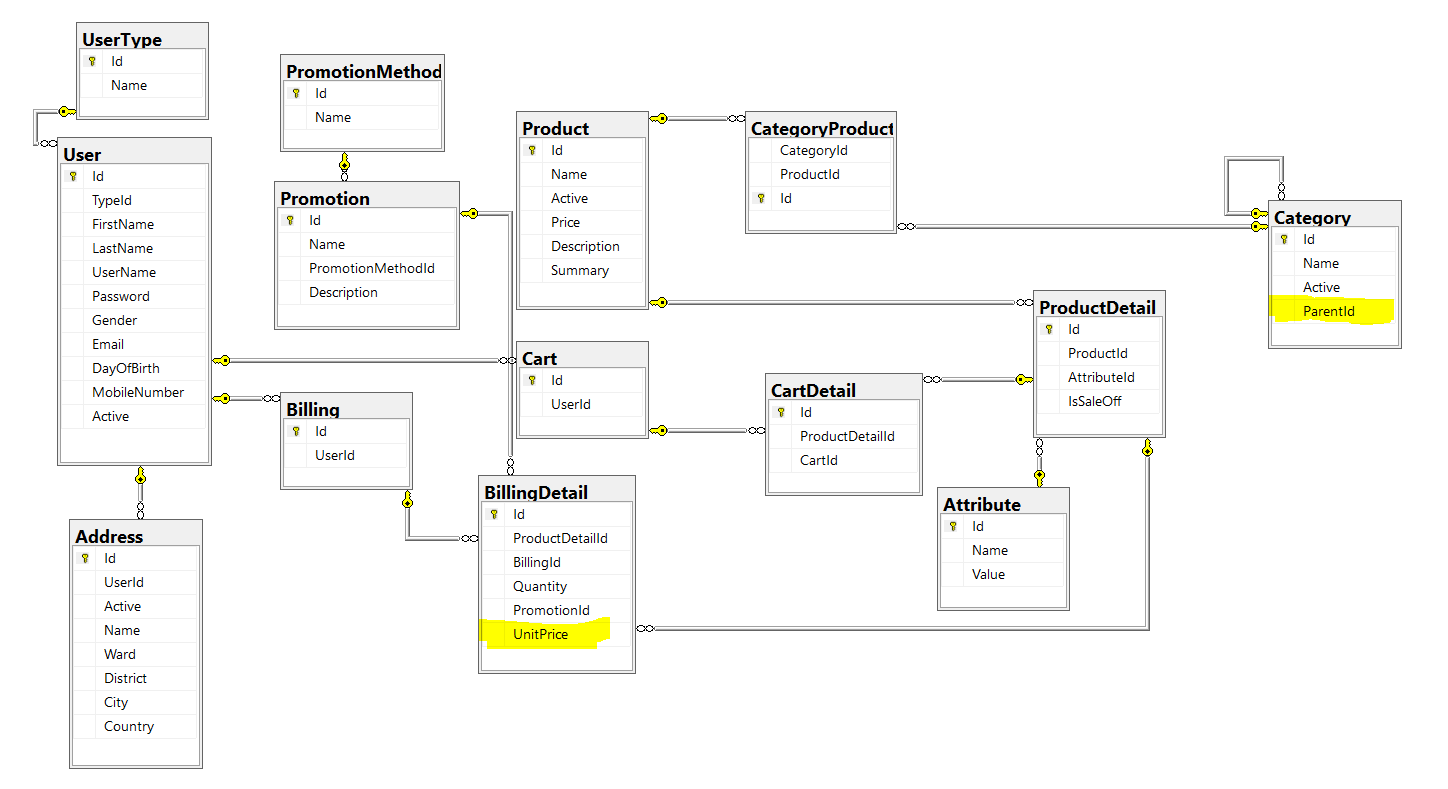 UserType
Id
Name
User
Id
TypeId
FirstName
LastName
UserName
Password
Gender
Email
DayOfBirth
MobileNumber
Active
Address
Id
UserId
Active
Name
Ward
District
City
Country
PromotionMethod
Id
Name
Promotion
Id
Name
PromotionMethodId
Description
Billing
Id
UserId
Product
Id
Name
Active
Price
Description
Summary
Cart
Id
UserId
BillingDetail
Id
ProductDetailId
BillingId
Quantity
PromotionId
UnitPrice
CategoryProduct
CategoryId
ProductId
Id
CartDetail
Id
ProductDetailId
CartId
ProductDetail
Id
ProductId
AttributeId
IsSaleOff
Attribute
Id
Name
Value
Category
Id
Name
Active
ParentId